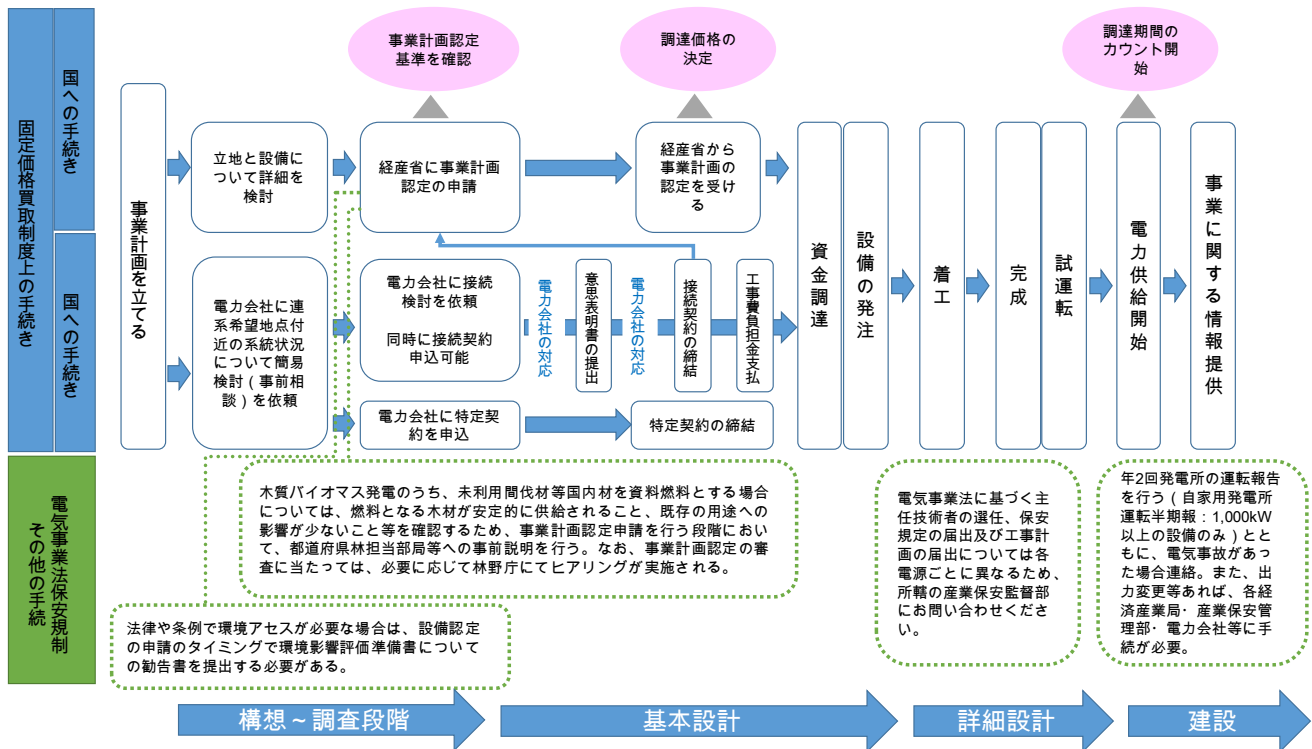 事業計画認定
基準を確認
調達価格の
決定
調達期間の
カウント開
始
固定価格買取制度上の手続き
国への手続き
国への手続き
事業計画を立てる
立地と設備に
ついて詳細を
検討
経産省に事業計画
認定の申請
経産省から
事業計画の
認定を受け
る
電力会社に連
系希望地点付
近の系統状況
について簡易
検討(事前相
談)を依頼
電力会社に接続
検討を依頼
同時に接続契約
申込可能
電力会社の対応
意思表明書の提出
電力会社の対応
接続契約の締結
工事費負担金支払
電力会社に特定契
約を申込
特定契約の締結
資金調達
設備の発注
着工
完成
試運転
電力供給開始
事業に関する情報提供
電気事業法保安規制
その他の手続
木質バイオマス発電のうち、未利用間伐材等国内材を資料燃料とする場合
については、燃料となる木材が安定的に供給されること、既存の用途への
影響が少ないこと等を確認するため、事業計画認定申請を行う段階におい
て、都道府県林担当部局等への事前説明を行う。なお、事業計画認定の審
査に当たっては、必要に応じて林野庁にてヒアリングが実施される。
法律や条例で環境アセスが必要な場合は、設備認定
の申請のタイミングで環境影響評価準備書について
の勧告書を提出する必要がある。
電気事業法に基づく主
任技術者の選任、保安
規定の届出及び工事計
画の届出については各
電源ごとに異なるため、
所轄の産業保安監督部
にお問い合わせくださ
い。
年2回発電所の運転報告
を行う(自家用発電所
運転半期報:1,000kW
以上の設備のみ)とと
もに、電気事故があっ
た場合連絡。また、出
力変更等あれば、各経
済産業局・産業保安管
理部・電力会社等に手
続が必要。
構想~調査段階
基本設計
詳細設計
建設